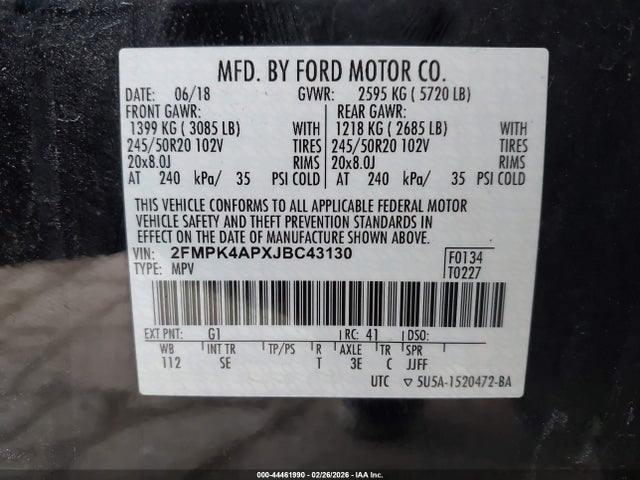 MFD. BY FORD MOTOR CO.
DATE: 06/18 GVWR: 2595 KG ( 5720 LB)
FRONT GAWR: REAR GAWR:
1399 KG ( 3085 LB) WITH 1218 KG ( 2685 LB) WITH
245/50R20 102V TIRES 245/50R20 102V TIRES
20x8.0J RIMS 20x8.0J RIMS
AT 240 kPa/ 35 PSI COLD AT 240 kPa/ 35 PSI COLD
THIS VEHICLE CONFORMS TO ALL APPLICABLE FEDERAL MOTOR
VEHICLE SAFETY AND THEFT PREVENTION STANDARDS IN
EFFECT ON THE DATE OF MANUFACTURE SHOWN ABOVE.
VIN: 2FMPK4APXJBC43130 F0134
TYPE: MPV T0227
EXT PNT: G1 RC: 41 DSO:
WB INT TR TP/PS R AXLE TR SPR
112 SE T 3E C JJFF
UTC ▽ 5U5A-1520472-BA
000-44461990 - 02/26/2026 - IAA Inc.